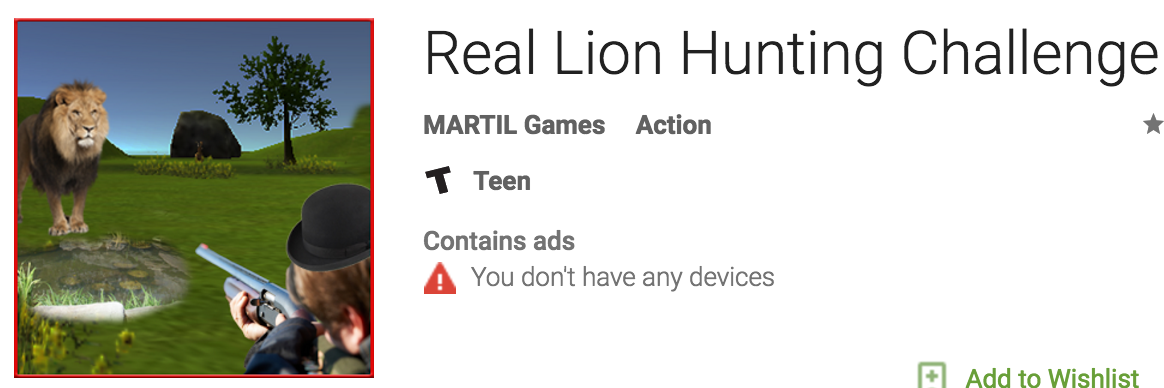 Real Lion Hunting Challenge
MARTIL Games Action
T Teen
Contains ads
You don't have any devices
Add to Wishlist